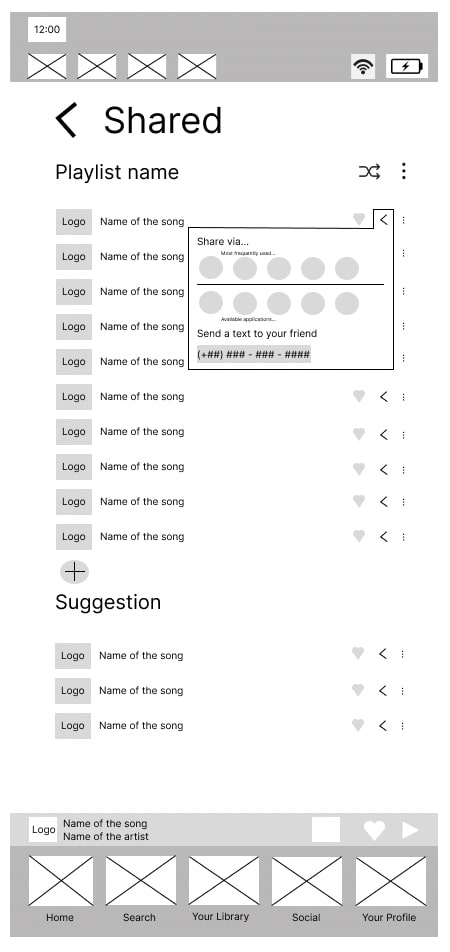 12:00
Shared
Playlist name
Logo Name of the song
Share via...
Most frequently used...
Logo Name of the song
Logo Name of the song
Available applications...
Logo Name of the song
Send a text to your friend
Logo Name of the song
(+##) ### - ### - ####
Logo Name of the song
Logo Name of the song
Logo Name of the song
Logo Name of the song
Logo Name of the song
Suggestion
Logo Name of the song
Logo Name of the song
Logo Name of the song
Logo
Name of the song
Name of the artist
Home Search Your Library Social Your Profile